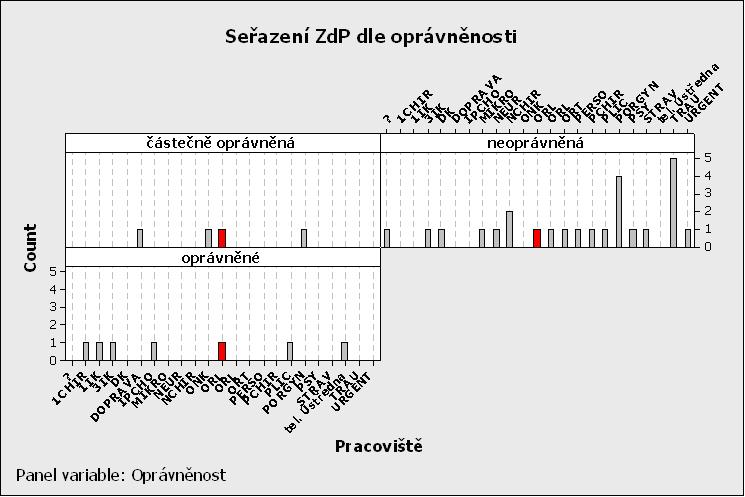 Seřazení ZdP dle oprávněnosti
?
1CHIR
1IK
3IK
DK
DOPRAVA
IPCHO
MIKRO
NEUR
NCHIR
ONK
ORL
ORL
ORT
PERSO
PCHIR
PLIC
PORGYN
PSY
STRAV
tel. Ústředna
TRAU
URGENT
částečně oprávněná
neoprávněná
5
4
3
2
1
0
Count
oprávněné
5
4
3
2
1
0
?
1CHIR
1IK
3IK
DK
DOPRAVA
IPCHO
MIKRO
NEUR
NCHIR
ONK
ORL
ORL
ORT
PERSO
PCHIR
PLIC
PORGYN
PSY
STRAV
tel. Ústředna
TRAU
URGENT
Pracoviště
Panel variable: Oprávněnost